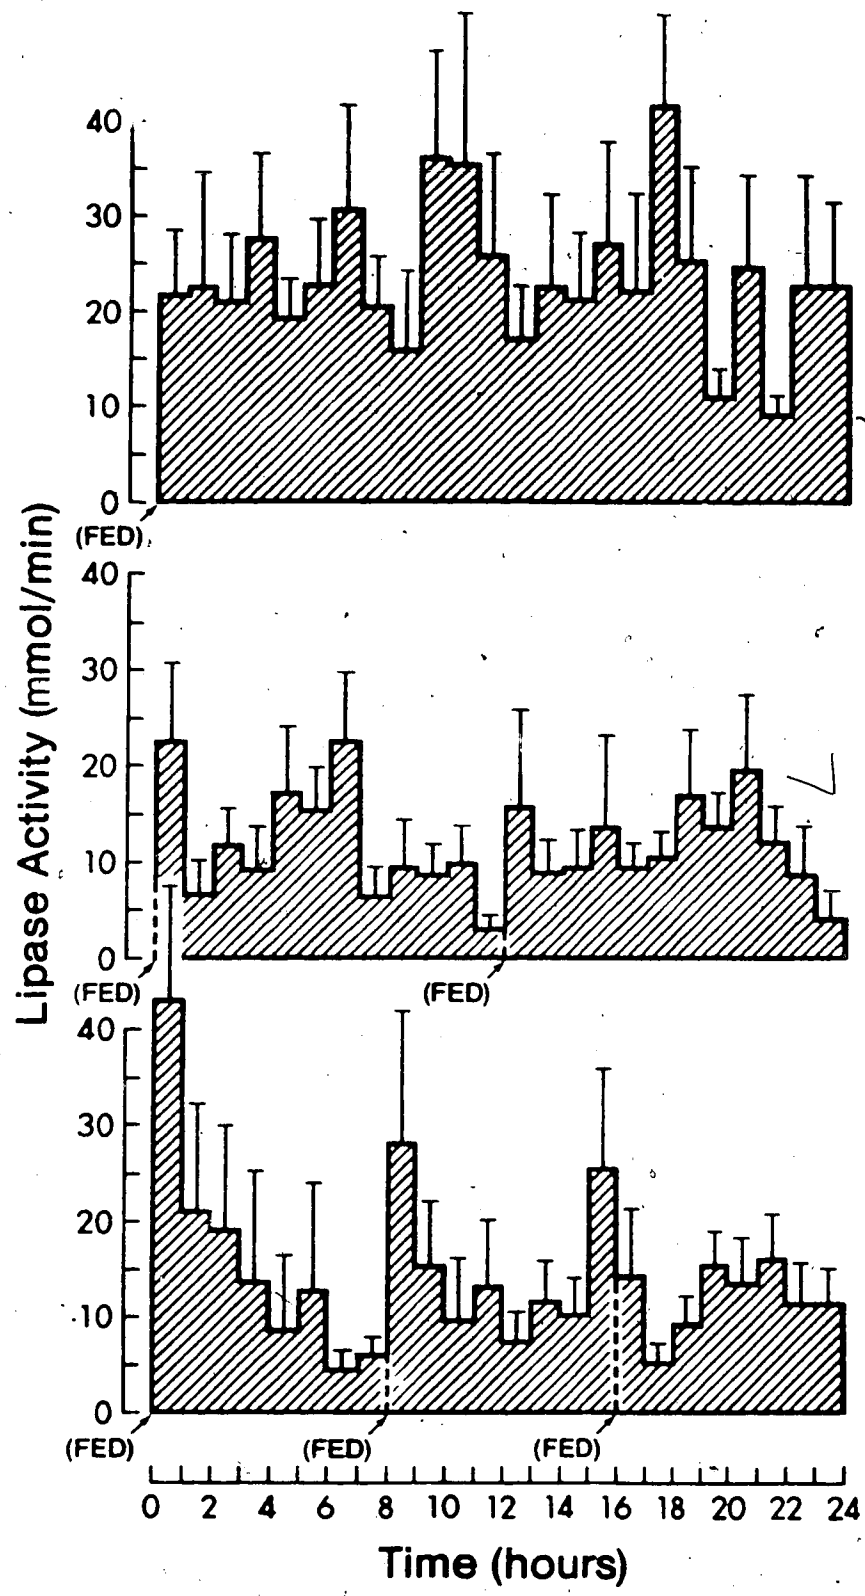 40
30
20
10
0
(FED)
40
30
20
10
0
(FED) (FED)
40
30
20
10
0
(FED) (FED) (FED)
0 2 4 6 8 10 12 14 16 18 20 22 24
Time (hours)
Lipase Activity (mmol/min)